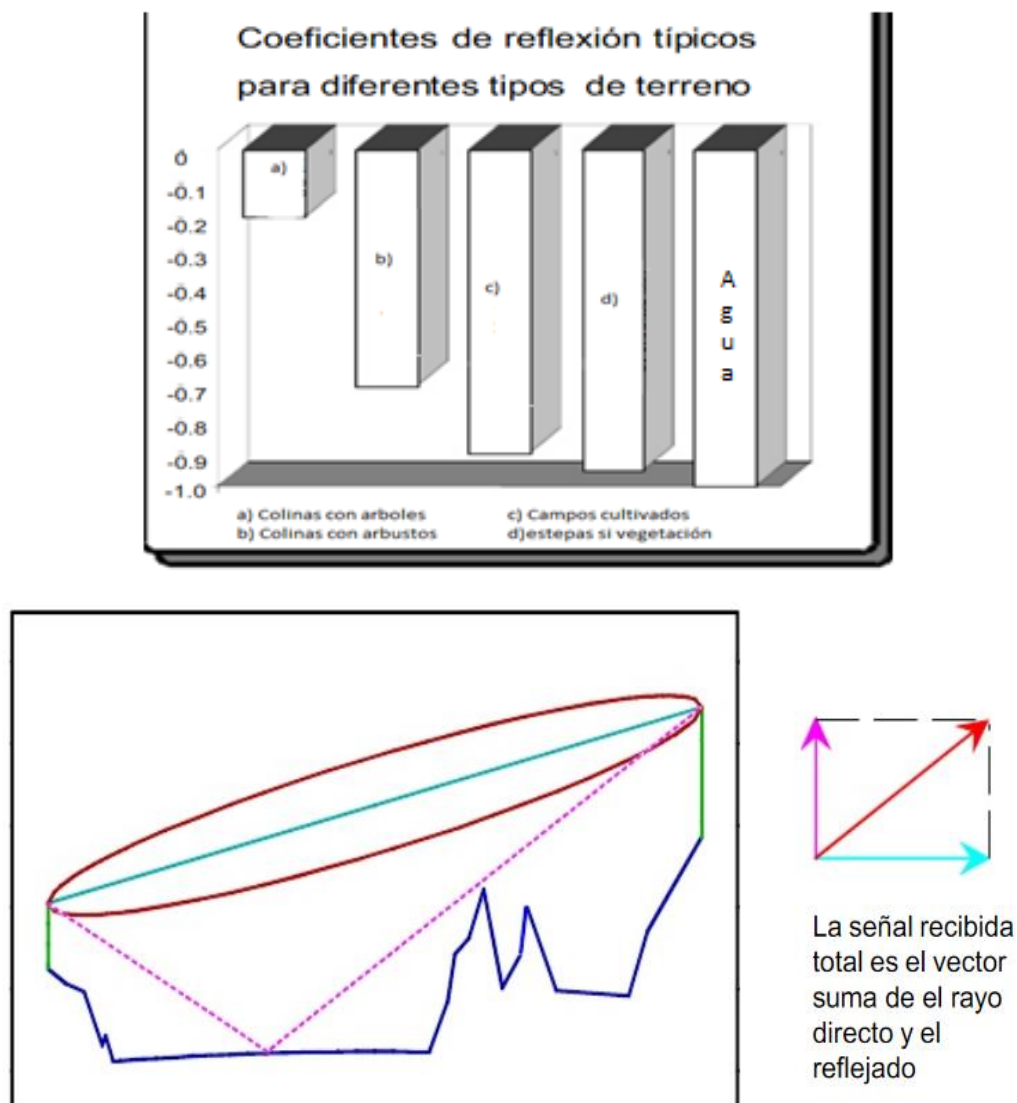 Coeficientes de reflexión típicos
para diferentes tipos de terreno
0
-0.1
-0.2
-0.3
-0.4
-0.5
-0.6
-0.7
-0.8
-0.9
-1.0
a)
b)
c)
d)
A
g
u
a
a) Colinas con arboles
b) Colinas con arbustos
c) Campos cultivados
d)estepas si vegetación
La señal recibida
total es el vector
suma de el rayo
directo y el
reflejado